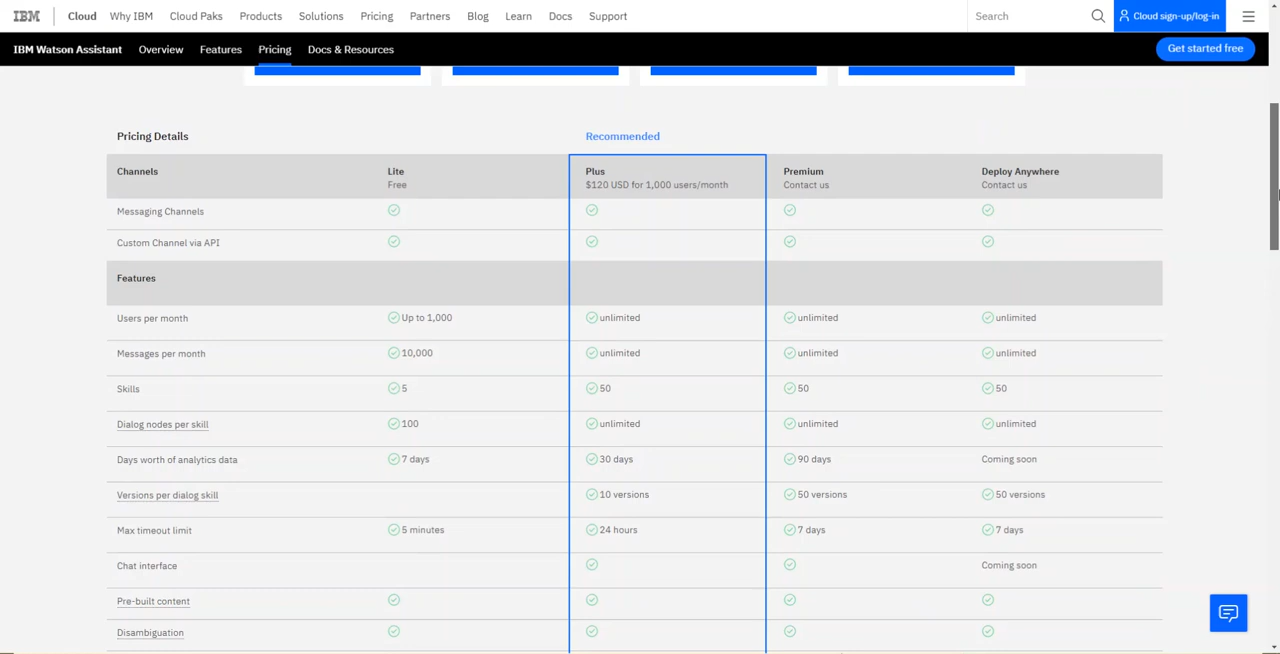 IBM Cloud Why IBM Cloud Paks Products Solutions Pricing Partners Blog Learn Docs Support Search Cloud sign-up/log-in
IBM Watson Assistant Overview Features Pricing Docs & Resources Get started free
Pricing Details Recommended
Channels Lite Plus Premium Deploy Anywhere
Free $120 USD for 1,000 users/month Contact us Contact us
Messaging Channels
Custom Channel via API
Features
Users per month Up to 1,000 unlimited unlimited unlimited
Messages per month 10,000 unlimited unlimited unlimited
Skills 5 50 50 50
Dialog nodes per skill 100 unlimited unlimited unlimited
Days worth of analytics data 7 days 30 days 90 days Coming soon
Versions per dialog skill 10 versions 50 versions 50 versions
Max timeout limit 5 minutes 24 hours 7 days 7 days
Chat interface Coming soon
Pre-built content
Disambiguation